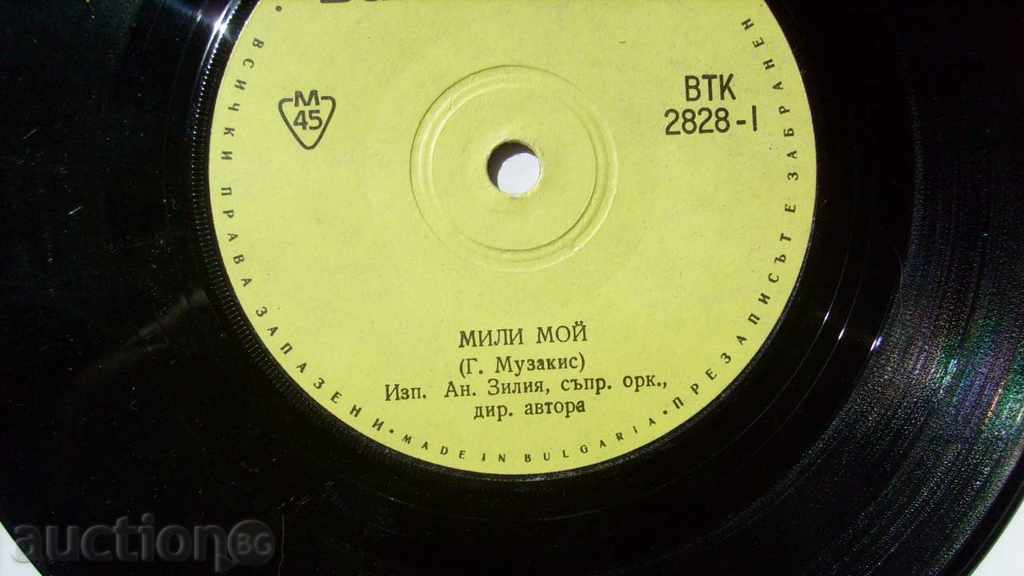 М
45
ВТК
2828-I
МИЛИ МОЙ
(Г. Музакис)
Изп. Ан. Зилия, съпр. орк.,
дир. автора
• ВСИЧКИ ПРАВА ЗАПАЗЕНИ • MADE IN BULGARIA • ПРЕЗАПИСЪТ Е ЗАБРАНЕН
auction BG